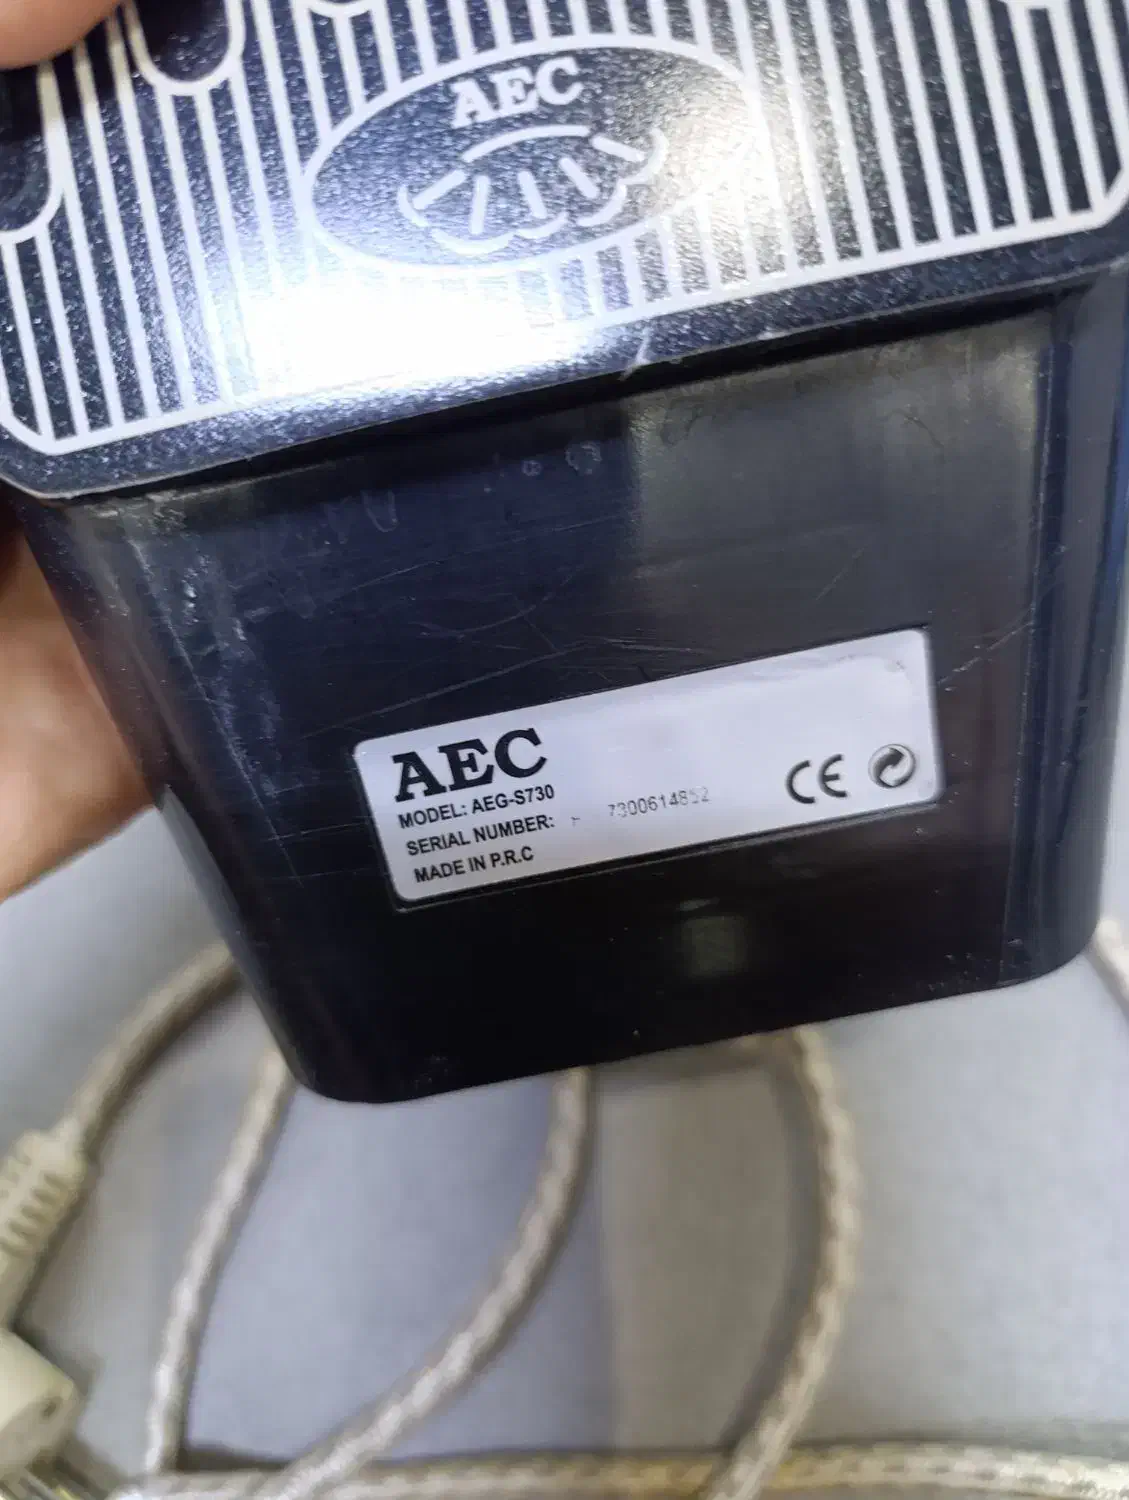 AEC
AEC
MODEL: AEG-S730
SERIAL NUMBER: 7300614852
MADE IN P.R.C
CE